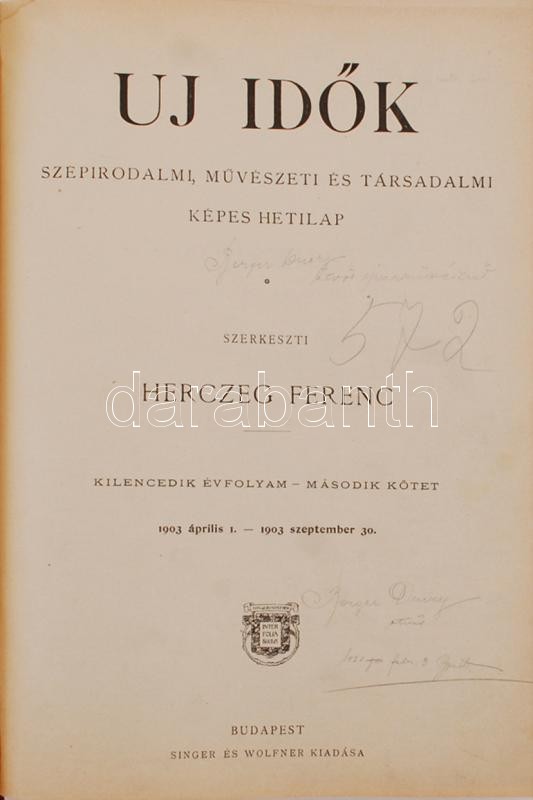 UJ IDŐK
SZÉPIRODALMI, MŰVÉSZETI ÉS TÁRSADALMI
KÉPES HETILAP
572
SZERKESZTI
HERCZEG FERENC
darabanth
KILENCEDIK ÉVFOLYAM — MÁSODIK KÖTET
1903 április 1. — 1903 szeptember 30.
INTER
FOLIA
BUDAPEST
SINGER ÉS WOLFNER KIADÁSA